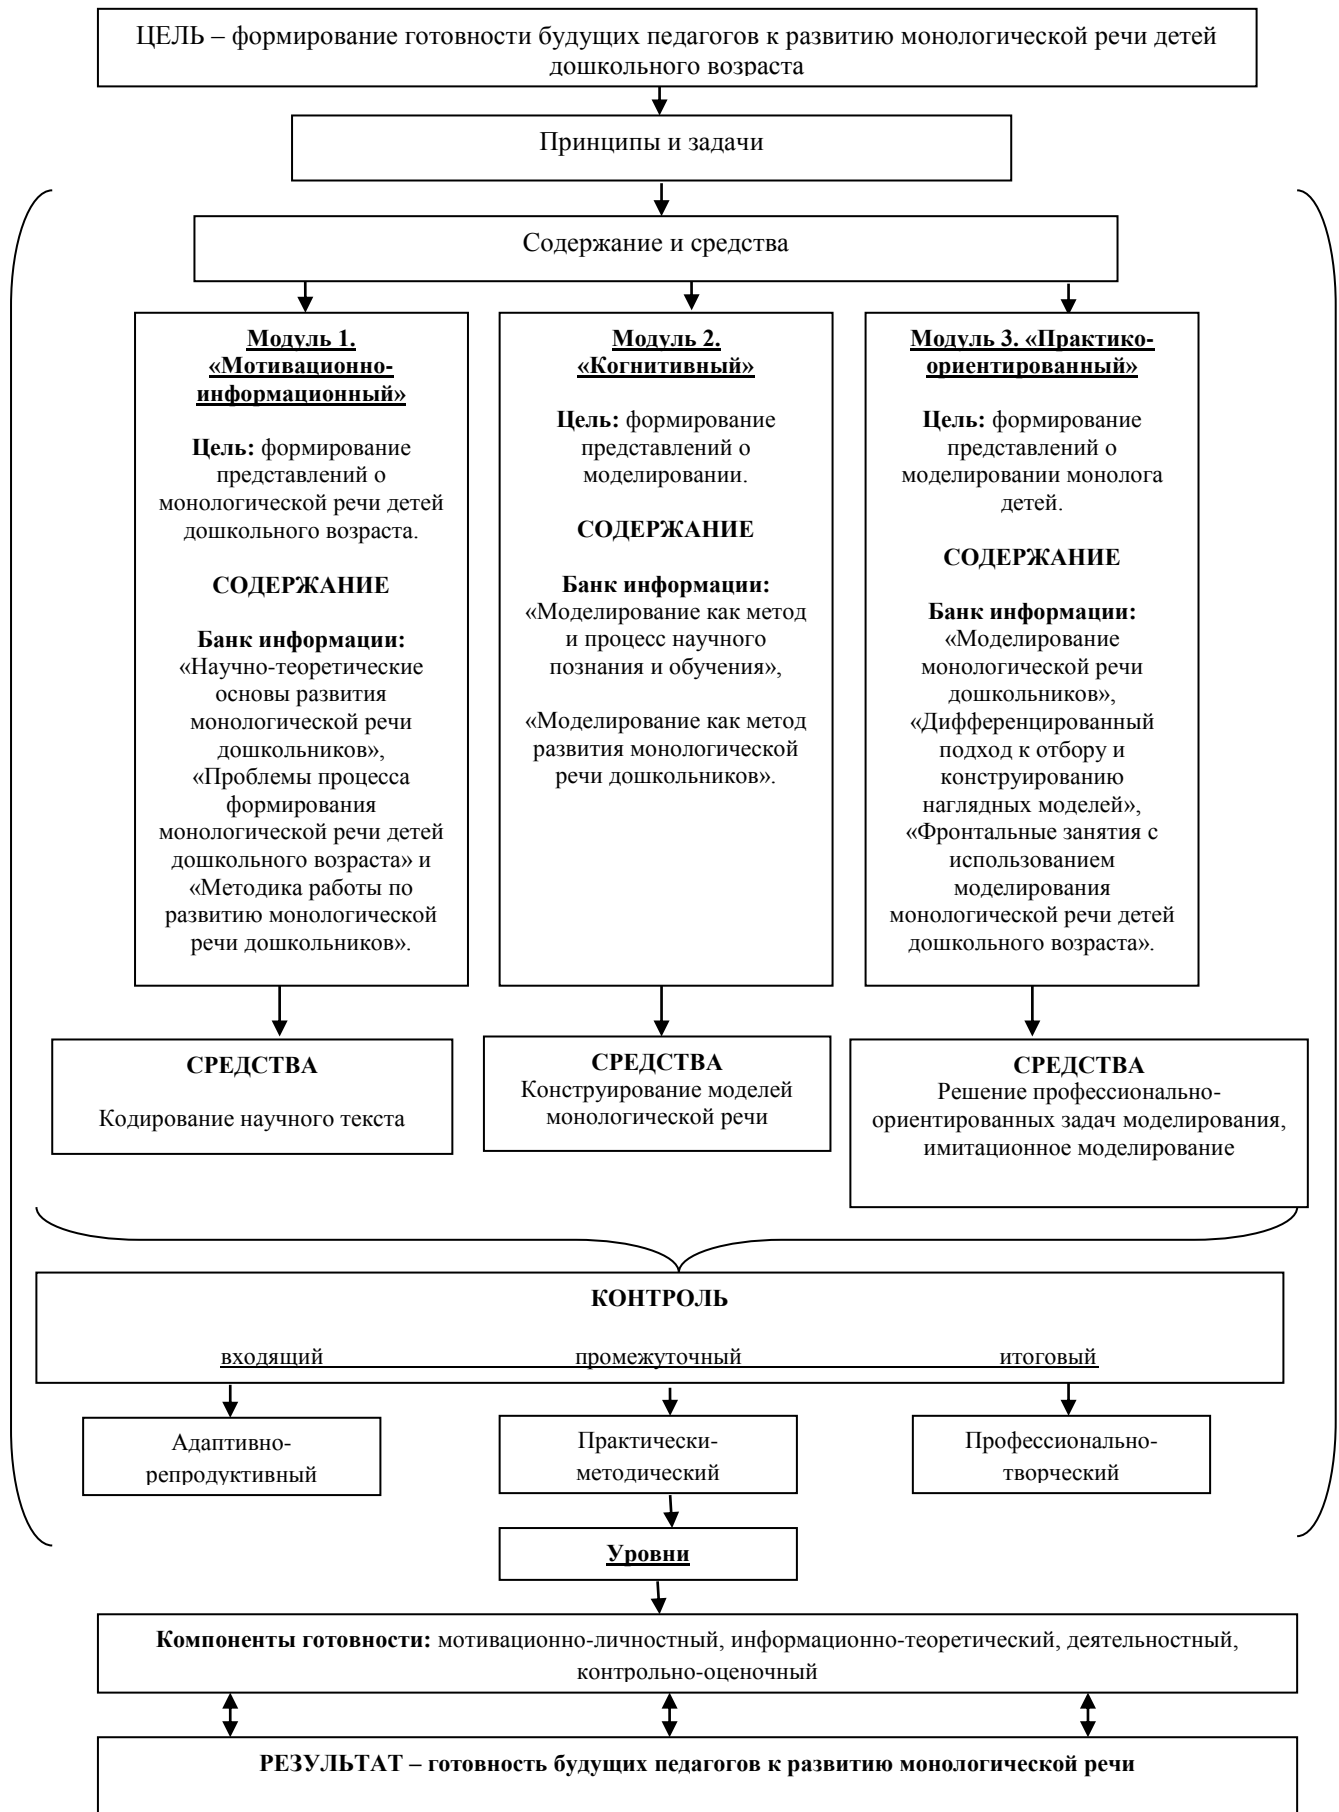 ЦЕЛЬ – формирование готовности будущих педагогов к развитию монологической речи детей
дошкольного возраста
Принципы и задачи
Содержание и средства
Модуль 1.
«Мотивационно-
информационный»
Цель: формирование
представлений о
монологической речи детей
дошкольного возраста.
СОДЕРЖАНИЕ
Банк информации:
«Научно-теоретические
основы развития
монологической речи
дошкольников»,
«Проблемы процесса
формирования
монологической речи детей
дошкольного возраста» и
«Методика работы по
развитию монологической
речи дошкольников».
Модуль 2.
«Когнитивный»
Цель: формирование
представлений о
моделировании.
СОДЕРЖАНИЕ
Банк информации:
«Моделирование как метод
и процесс научного
познания и обучения»,
«Моделирование как метод
развития монологической
речи дошкольников».
Модуль 3. «Практико-
ориентированный»
Цель: формирование
представлений о
моделировании монолога
детей.
СОДЕРЖАНИЕ
Банк информации:
«Моделирование
монологической речи
дошкольников»,
«Дифференцированный
подход к отбору и
конструированию
наглядных моделей»,
«Фронтальные занятия с
использованием
моделирования
монологической речи детей
дошкольного возраста».
СРЕДСТВА
Кодирование научного текста
СРЕДСТВА
Конструирование моделей
монологической речи
СРЕДСТВА
Решение профессионально-
ориентированных задач моделирования,
имитационное моделирование
КОНТРОЛЬ
входящий промежуточный итоговый
Адаптивно-
репродуктивный
Практически-
методический
Профессионально-
творческий
Уровни
Компоненты готовности: мотивационно-личностный, информационно-теоретический, деятельностный,
контрольно-оценочный
РЕЗУЛЬТАТ – готовность будущих педагогов к развитию монологической речи